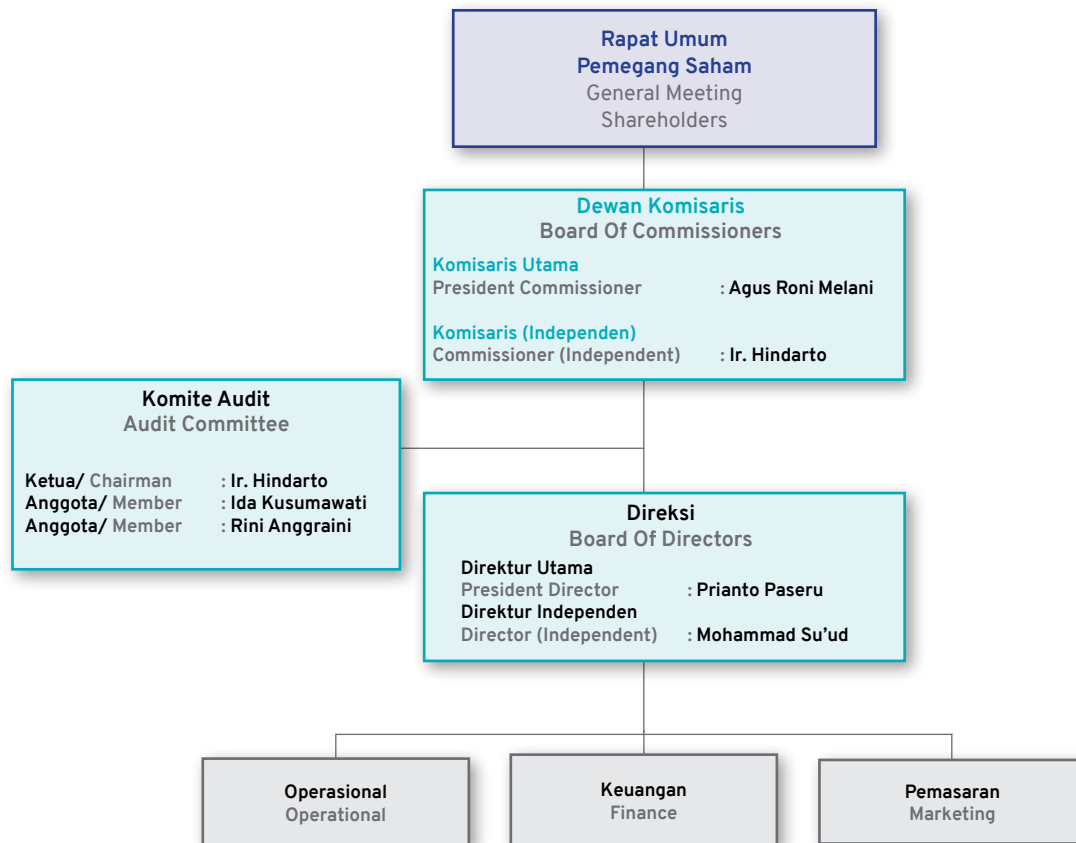 Rapat Umum
Pemegang Saham
General Meeting
Shareholders
Dewan Komisaris
Board Of Commissioners
Komisaris Utama
President Commissioner : Agus Roni Melani
Komisaris (Independen)
Commissioner (Independent) : Ir. Hindarto
Komite Audit
Audit Committee
Ketua/ Chairman : Ir. Hindarto
Anggota/ Member : Ida Kusumawati
Anggota/ Member : Rini Anggraini
Direksi
Board Of Directors
Direktur Utama
President Director : Prianto Paseru
Direktur Independen
Director (Independent) : Mohammad Su’ud
Operasional
Operational
Keuangan
Finance
Pemasaran
Marketing